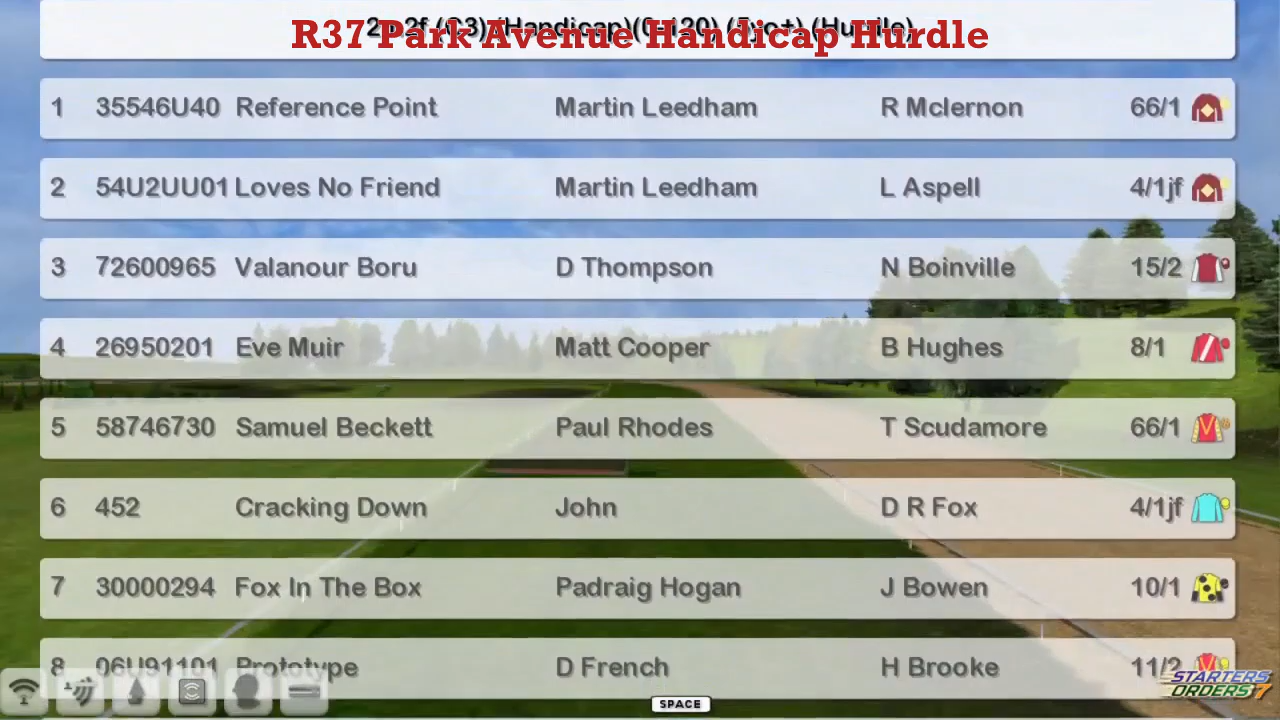 R37 Park Avenue Handicap Hurdle
1 35546U40 Reference Point Martin Leedham R Mclernon 66/1
2 54U2UU01 Loves No Friend Martin Leedham L Aspell 4/1jf
3 72600965 Valanour Boru D Thompson N Boinville 15/2
4 26950201 Eve Muir Matt Cooper B Hughes 8/1
5 58746730 Samuel Beckett Paul Rhodes T Scudamore 66/1
6 452 Cracking Down John D R Fox 4/1jf
7 30000294 Fox In The Box Padraig Hogan J Bowen 10/1
8 06U91101 Prototype D French H Brooke 11/2
STARTERS
ORDERS 7
SPACE